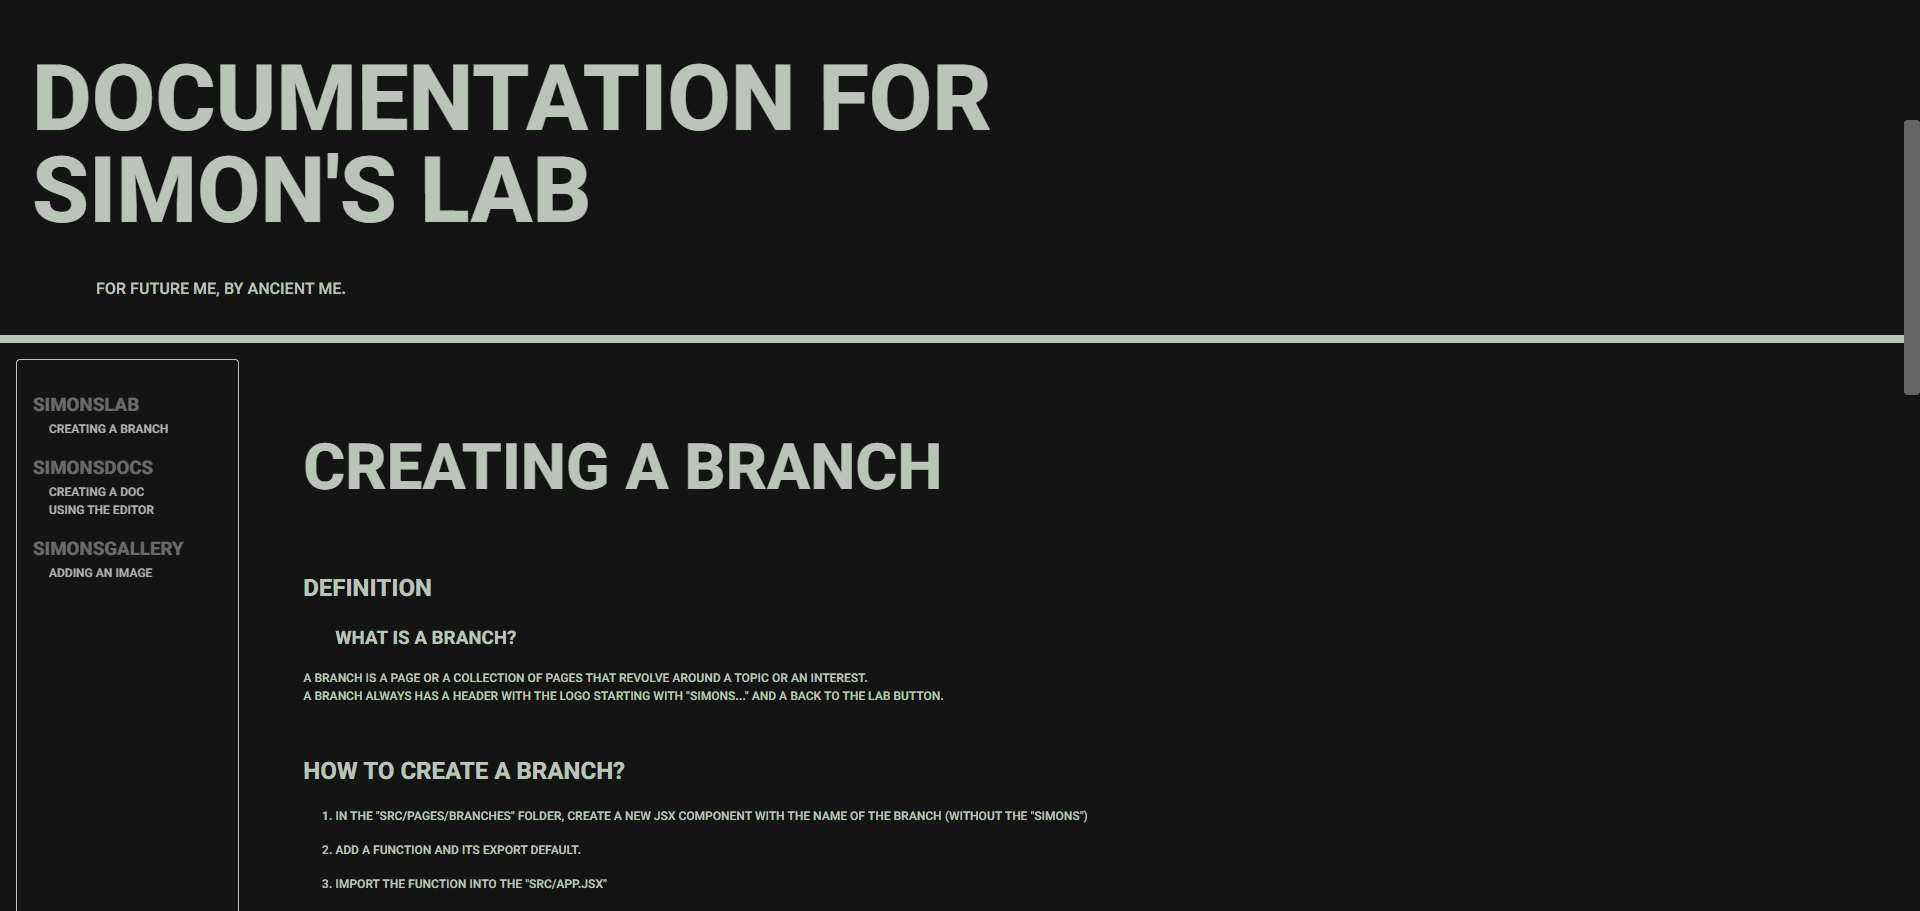 DOCUMENTATION FOR
SIMON'S LAB
FOR FUTURE ME, BY ANCIENT ME.
SIMONSLAB
CREATING A BRANCH
SIMONSDOCS
CREATING A DOC
USING THE EDITOR
SIMONSGALLERY
ADDING AN IMAGE
CREATING A BRANCH
DEFINITION
WHAT IS A BRANCH?
A BRANCH IS A PAGE OR A COLLECTION OF PAGES THAT REVOLVE AROUND A TOPIC OR AN INTEREST.
A BRANCH ALWAYS HAS A HEADER WITH THE LOGO STARTING WITH "SIMONS..." AND A BACK TO THE LAB BUTTON.
HOW TO CREATE A BRANCH?
1. IN THE "SRC/PAGES/BRANCHES" FOLDER, CREATE A NEW JSX COMPONENT WITH THE NAME OF THE BRANCH (WITHOUT THE "SIMONS")
2. ADD A FUNCTION AND ITS EXPORT DEFAULT.
3. IMPORT THE FUNCTION INTO THE "SRC/APP.JSX"